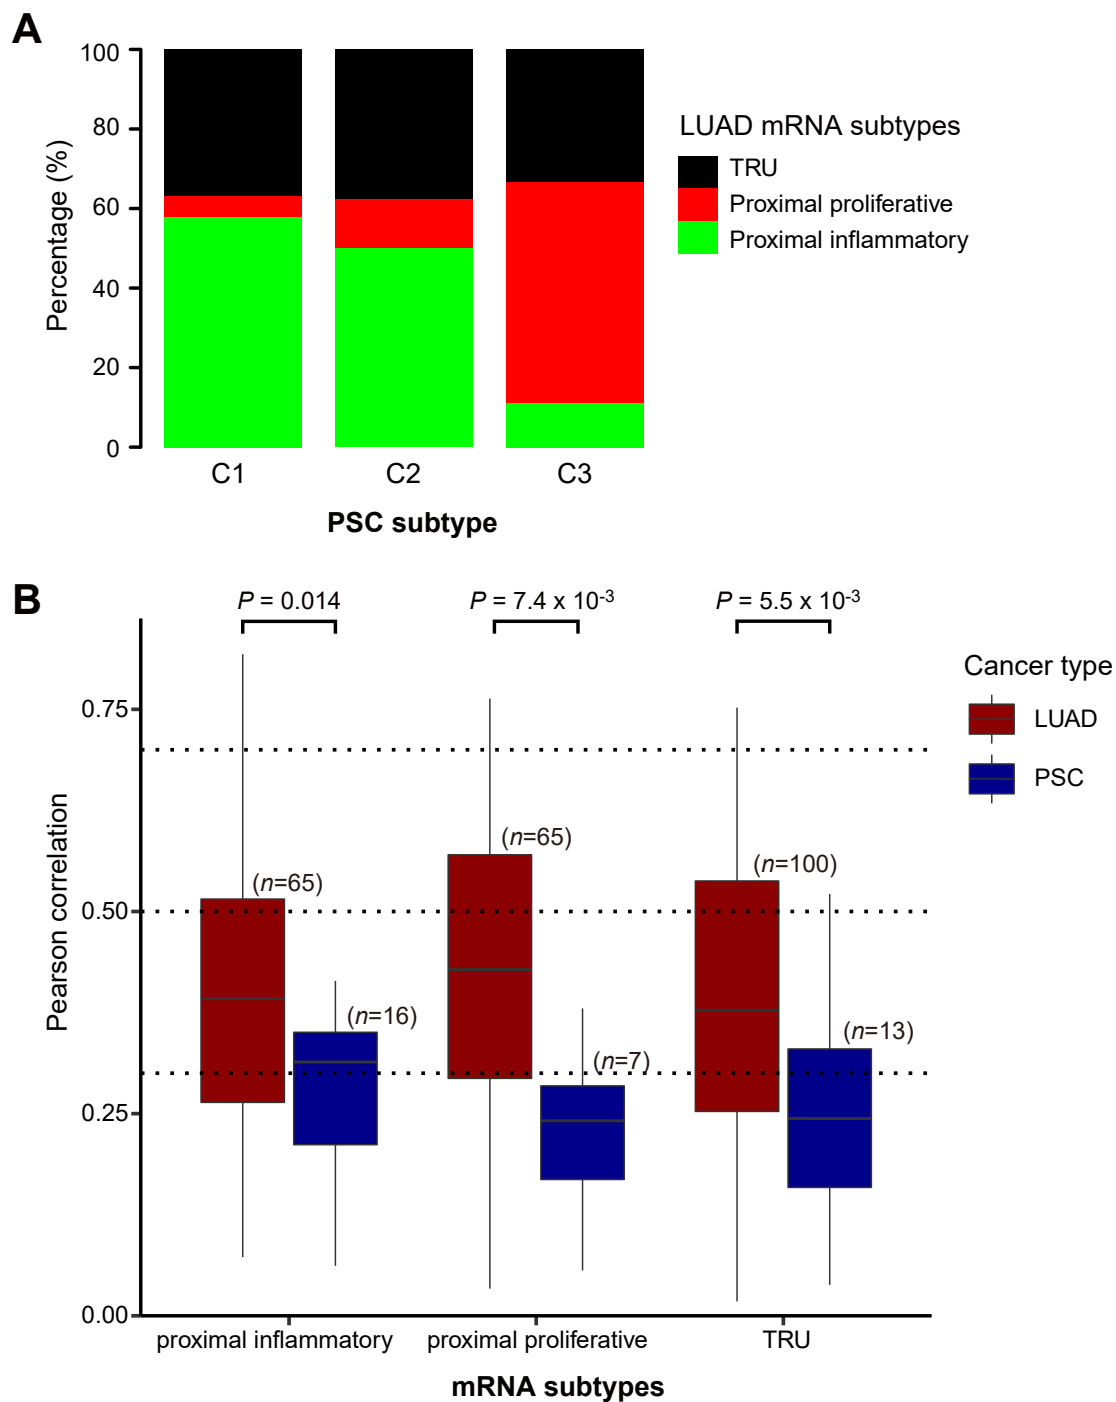 A
100
80
60
40
20
0
Percentage (%)
C1 C2 C3
PSC subtype
LUAD mRNA subtypes
TRU
Proximal proliferative
Proximal inflammatory
B
P = 0.014 P = 7.4 x 10-3 P = 5.5 x 10-3
0.75
0.50
0.25
0.00
Pearson correlation
(n=65)
(n=16)
(n=65)
(n=7)
(n=100)
(n=13)
proximal inflammatory proximal proliferative TRU
mRNA subtypes
Cancer type
LUAD
PSC